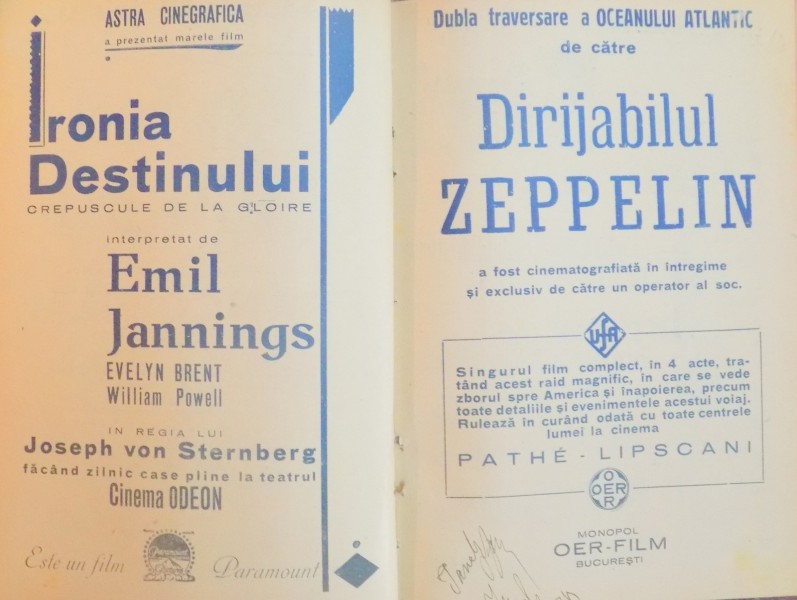 ASTRA CINEGRAFICA
a prezentat marele film
Ironia
Destinului
CREPUSCULE DE LA GLOIRE
interpretat de
Emil
Jannings
EVELYN BRENT
William Powell
IN REGIA LUI
Joseph von Sternberg
făcând zilnic case pline la teatrul
Cinema ODEON
Este un film
Paramount
Paramount
Dubla traversare a OCEANULUI ATLANTIC
de către
Dirijabilul
ZEPPELIN
a fost cinematografiată în întregime
și exclusiv de către un operator al soc.
UFA
Singurul film complect, în 4 acte, tra-
tând acest raid magnific, în care se vede
zborul spre America și înapoierea, precum
toate detaliile și evenimentele acestui voiaj.
Rulează în curând odată cu toate centrele
lumei la cinema
PATHÉ - LIPSCANI
O
OER
R
MONOPOL
OER-FILM
BUCUREȘTI